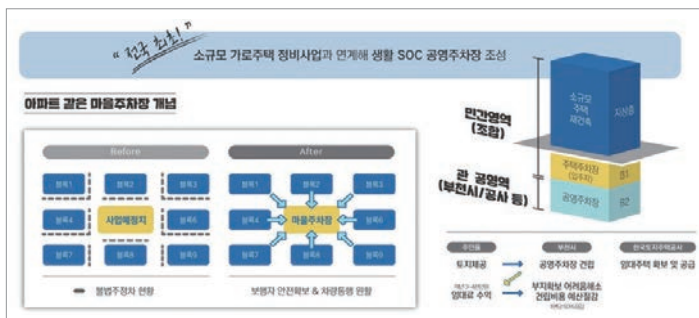 "전국 최초!"
소규모 가로주택 정비사업과 연계해 생활 SOC 공영주차장 조성
아파트 같은 마을주차장 개념
Before
After
블록1
블록2
블록3
블록4
사업예정지
블록6
블록7
블록8
블록9
불법주정차 현황
블록1
블록2
블록3
블록4
마을주차장
블록6
블록7
블록8
블록9
보행자 안전확보 & 차량통행 원활
민간영역
(조합)
소규모
주택
재건축
지상층
관 공영역
(부천시/공사 등)
주택주차장
(입주자)
B1
공영주차장
B2
주민들
부천시
한국토지주택공사
토지제공
공영주차장 건립
임대주택 확보 및 공급
임대료 수익
부지확보 어려움해소
건립비용 예산절감